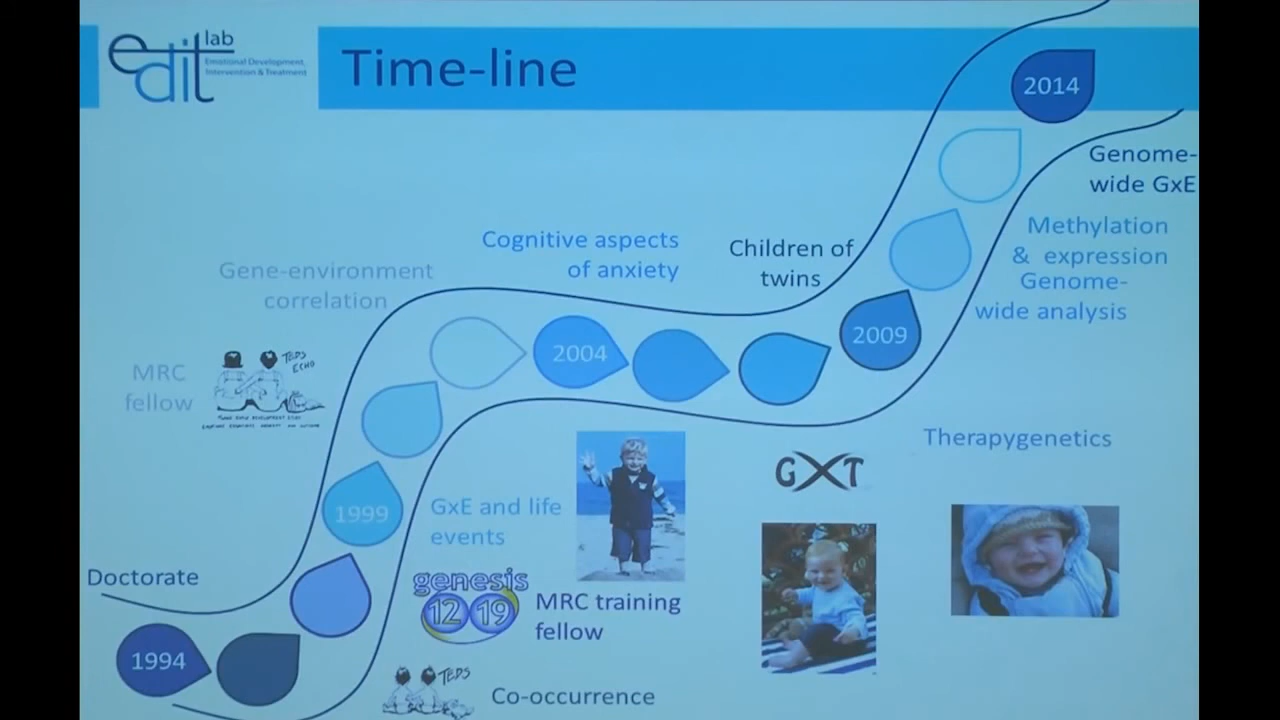 edit lab
Emotional Development,
Intervention & Treatment
Time-line
2014
Genome-
wide GxE
Methylation
& expression
Genome-
wide analysis
Children of
twins
Cognitive aspects
of anxiety
Gene-environment
correlation
2009
2004
MRC
fellow
TEDS
ECHO
Therapygenetics
GXT
1999
GxE and life
events
Doctorate
genesis
12 19
MRC training
fellow
1994
TEDS
Co-occurrence